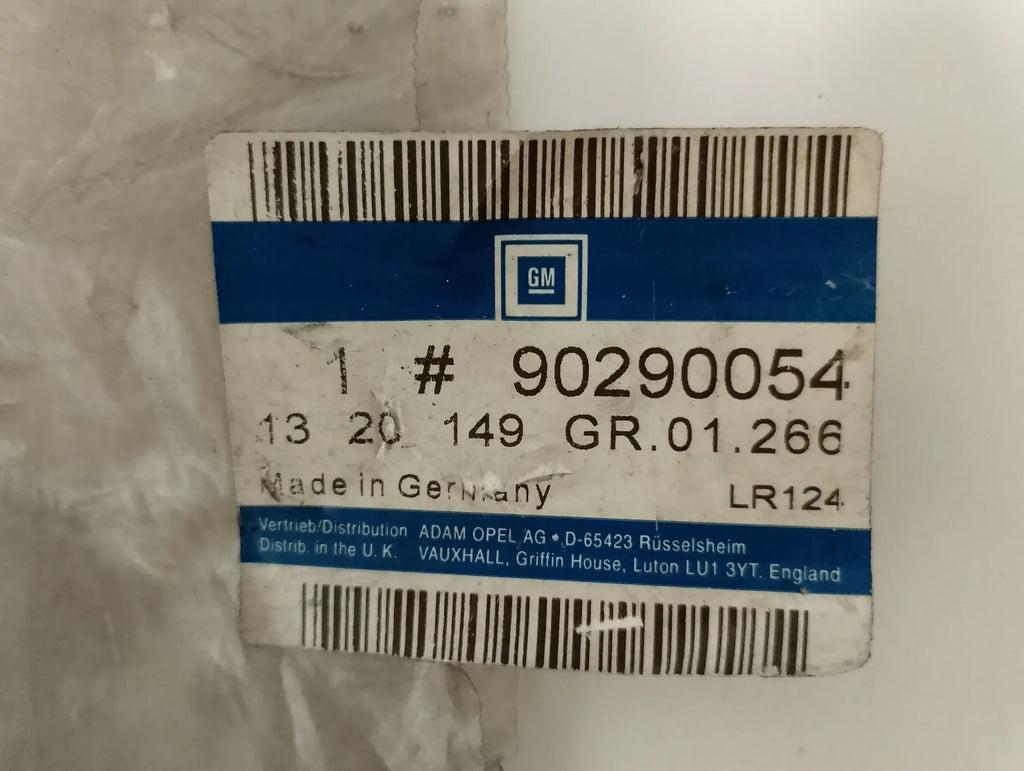 GM
1 # 90290054
13 20 149 GR.01.266
Made in Germany LR124
Vertrieb/Distribution ADAM OPEL AG • D-65423 Rüsselsheim
Distrib. in the U. K. VAUXHALL, Griffin House, Luton LU1 3YT. England